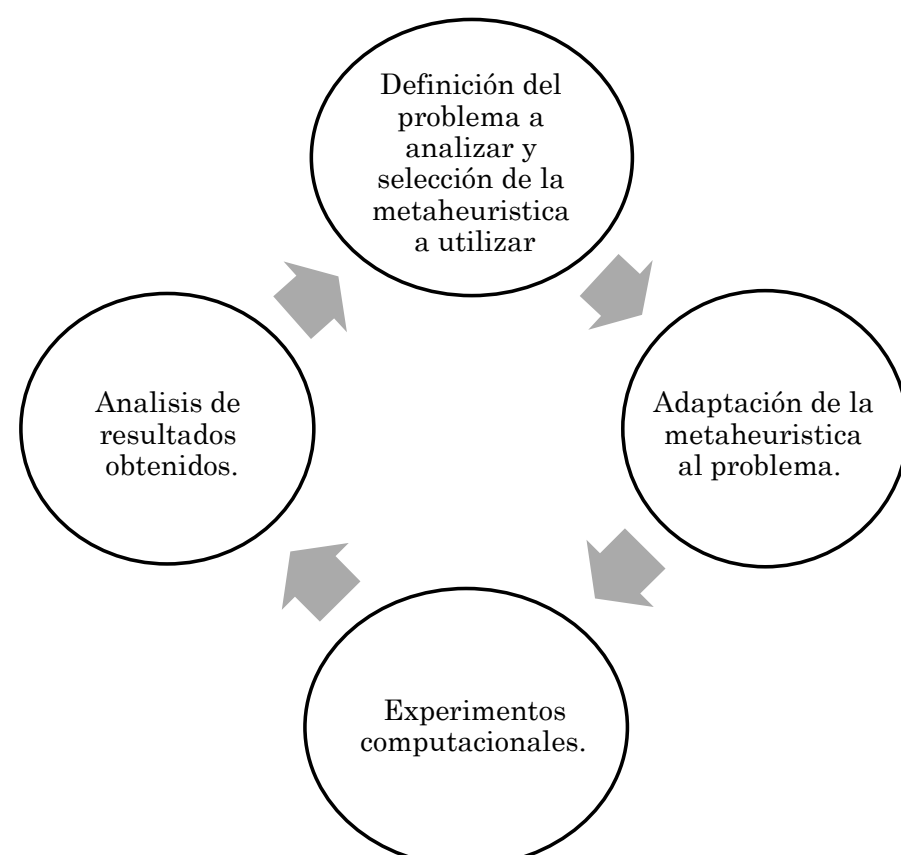 Definición del
problema a
analizar y
selección de la
metaheuristica
a utilizar
Adaptación de la
metaheuristica
al problema.
Experimentos
computacionales.
Analisis de
resultados
obtenidos.